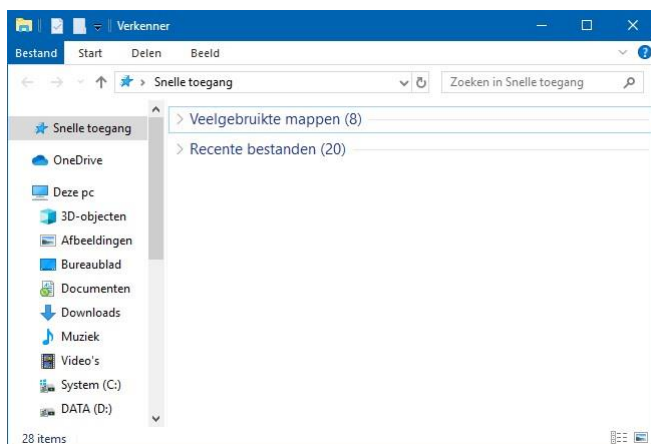 Verkenner
Bestand Start Delen Beeld
Snelle toegang
Zoeken in Snelle toegang
Snelle toegang
OneDrive
Deze pc
3D-objecten
Afbeeldingen
Bureaublad
Documenten
Downloads
Muziek
Video's
System (C:)
DATA (D:)
Veelgebruikte mappen (8)
Recente bestanden (20)
28 items